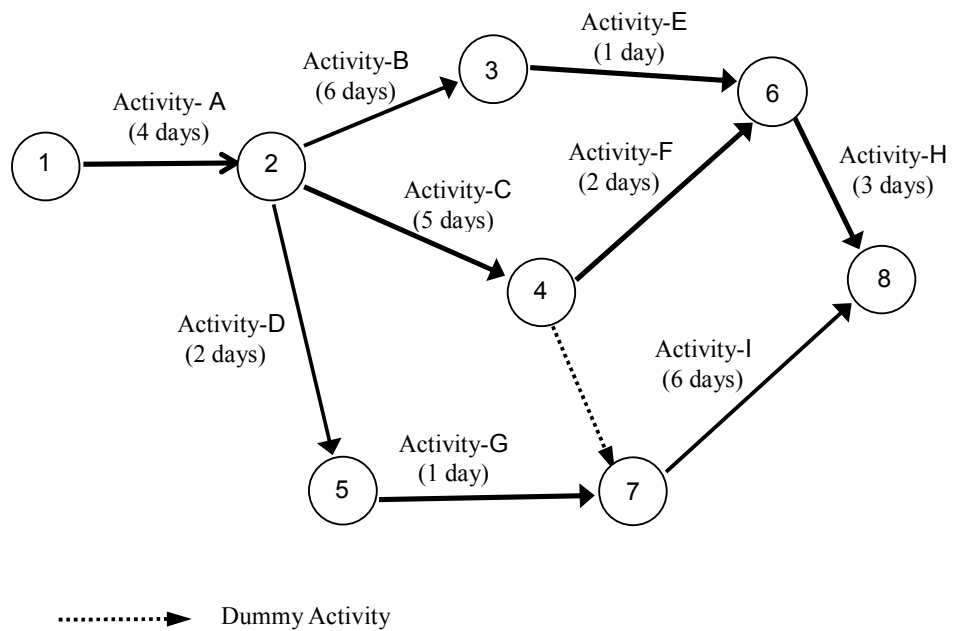 Activity-E
(1 day)
Activity-B
(6 days)
3
6
Activity- A
(4 days)
1
2
Activity-F
(2 days)
Activity-H
(3 days)
Activity-C
(5 days)
4
8
Activity-D
(2 days)
Activity-I
(6 days)
Activity-G
(1 day)
5
7
Dummy Activity